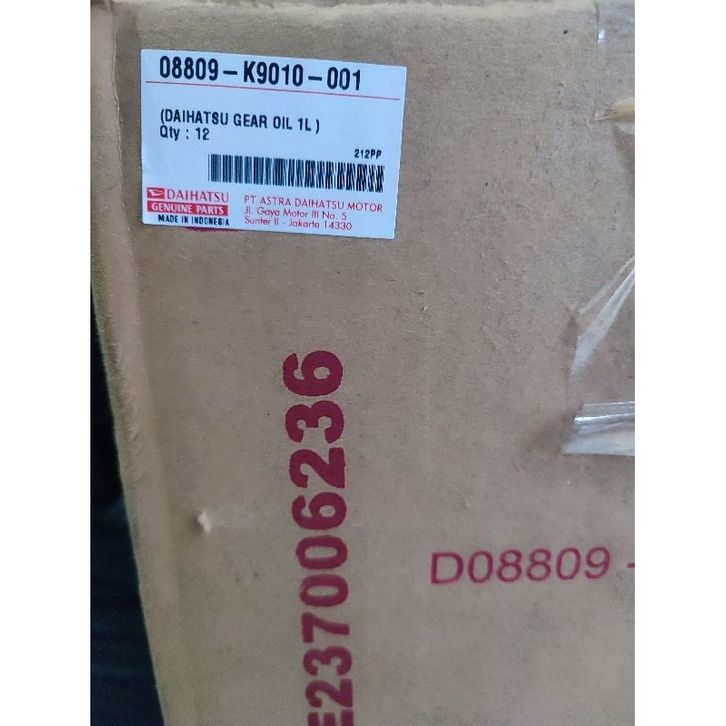 08809-K9010-001
(DAIHATSU GEAR OIL 1L )
Qty : 12
212PP
DAIHATSU
GENUINE PARTS
MADE IN INDONESIA
PT ASTRA DAIHATSU MOTOR
Jl. Gaya Motor III No. 5
Sunter II - Jakarta 14330
E237006236
D08809 -